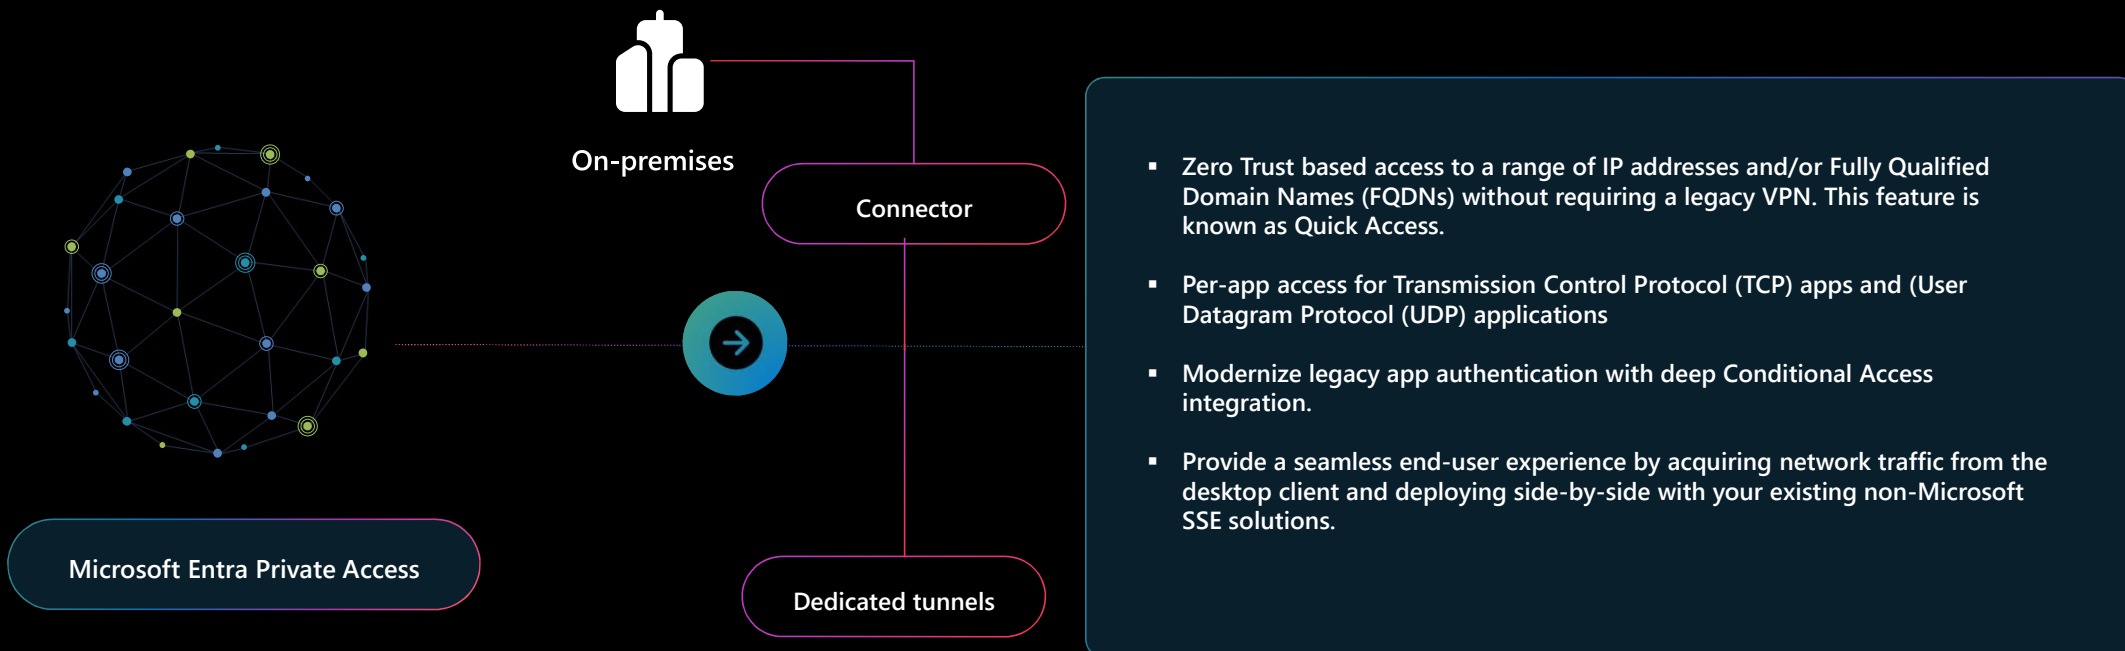 On-premises
Connector
Microsoft Entra Private Access
Dedicated tunnels
▪ Zero Trust based access to a range of IP addresses and/or Fully Qualified
Domain Names (FQDNs) without requiring a legacy VPN. This feature is
known as Quick Access.
▪ Per-app access for Transmission Control Protocol (TCP) apps and (User
Datagram Protocol (UDP) applications
▪ Modernize legacy app authentication with deep Conditional Access
integration.
▪ Provide a seamless end-user experience by acquiring network traffic from the
desktop client and deploying side-by-side with your existing non-Microsoft
SSE solutions.